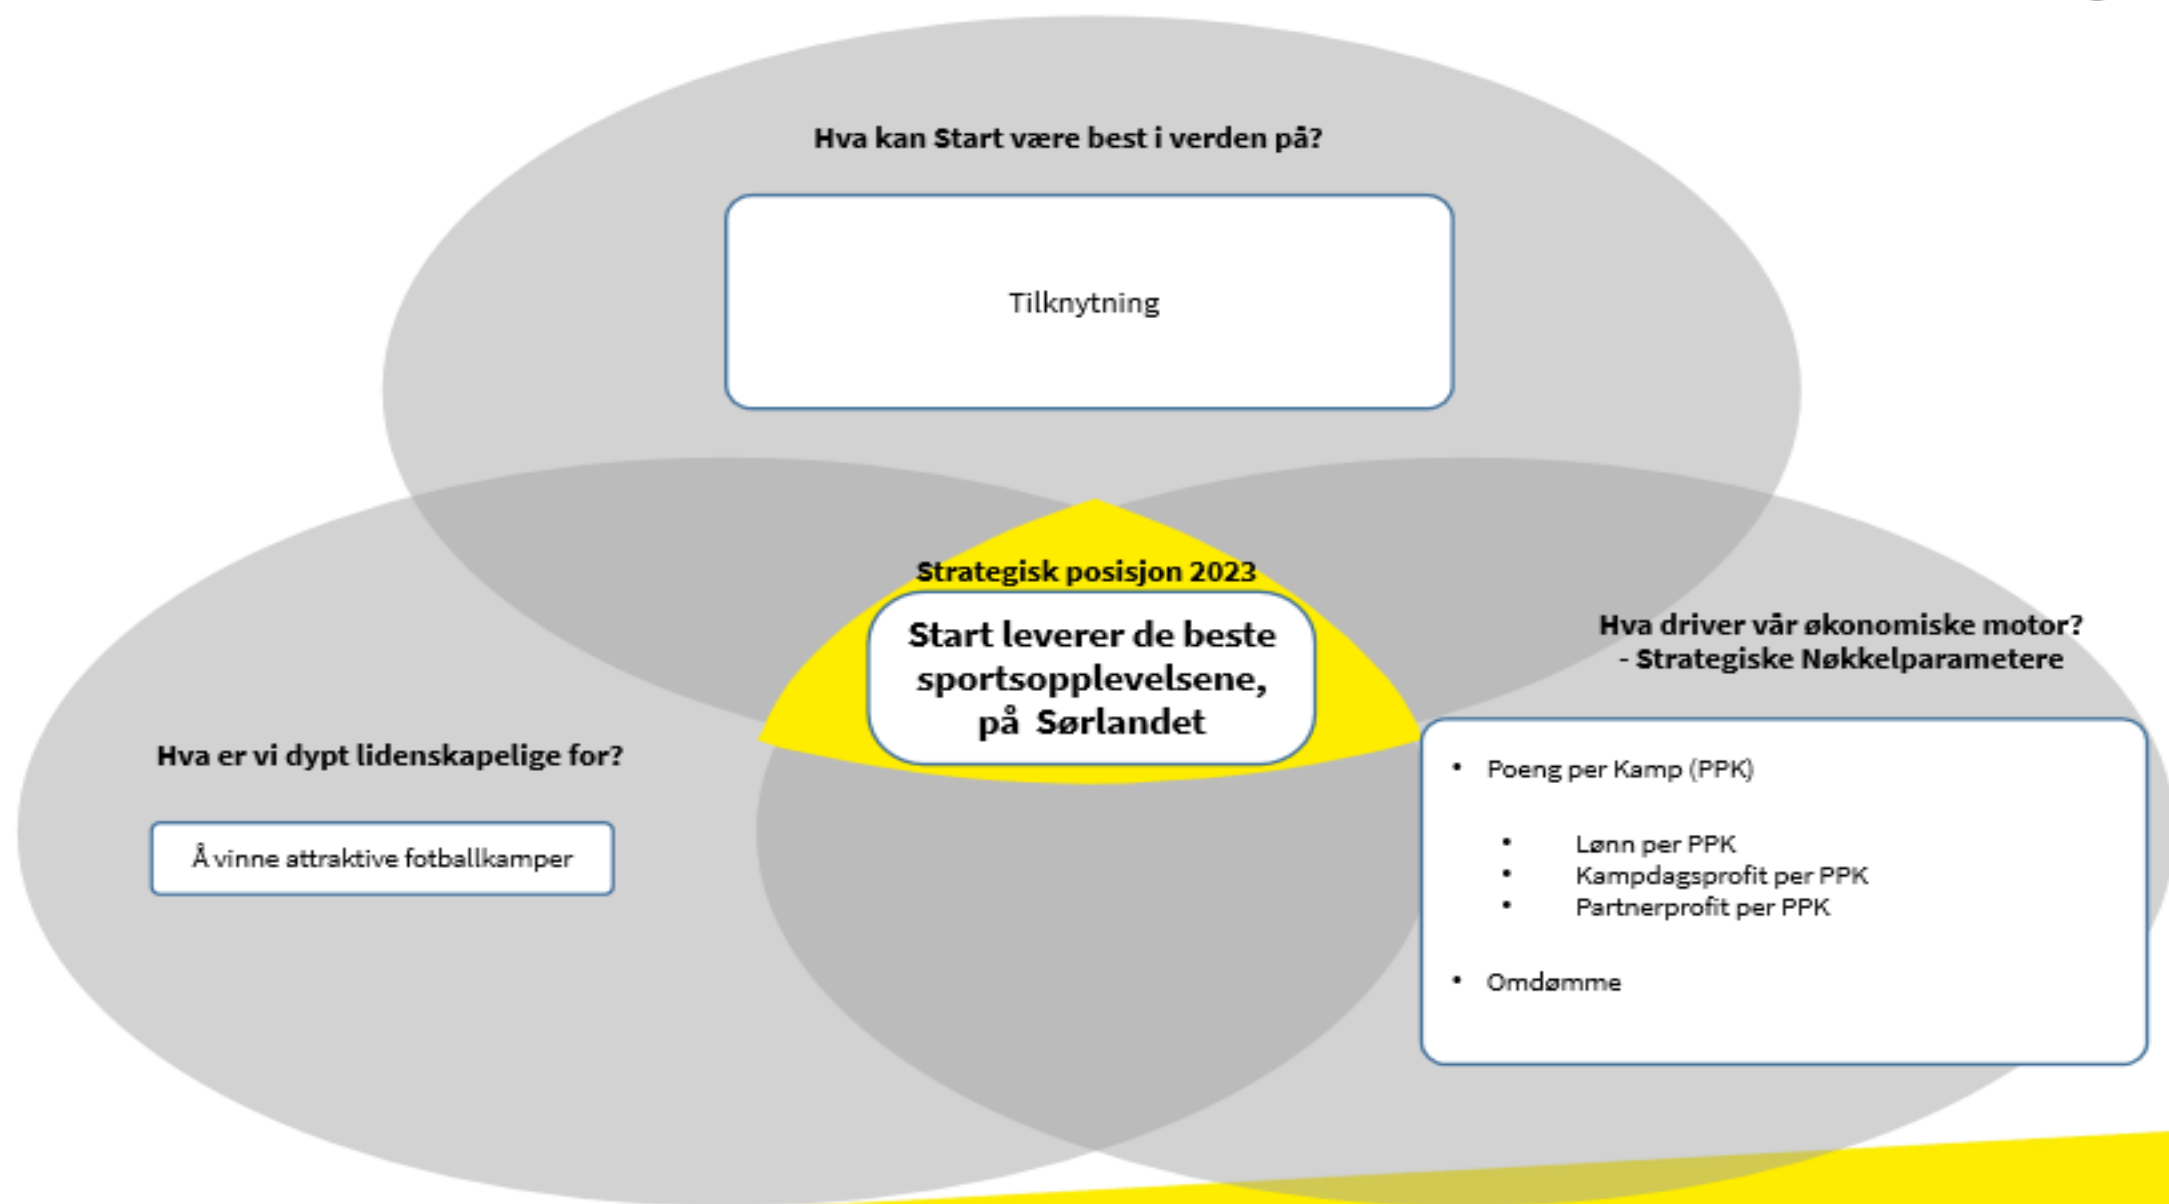 Hva kan Start være best i verden på?
Tilknytning
Strategisk posisjon 2023
Start leverer de beste
sportsopplevelsene,
på Sørlandet
Hva er vi dypt lidenskapelige for?
Å vinne attraktive fotballkamper
Hva driver vår økonomiske motor?
- Strategiske Nøkkelparametere
• Poeng per Kamp (PPK)
• Lønn per PPK
• Kampdagsprofit per PPK
• Partnerprofit per PPK
• Omdømme